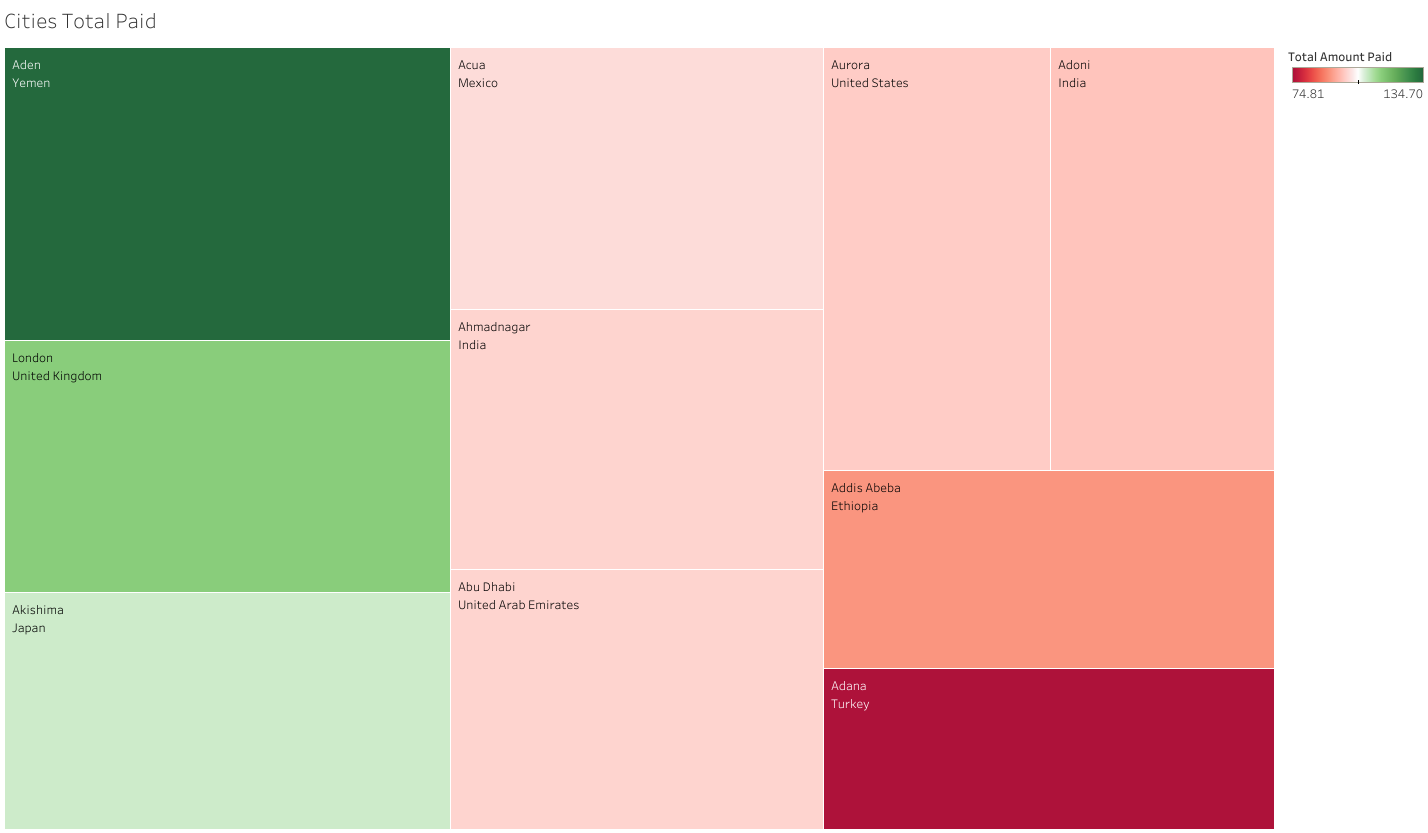 Cities Total Paid
Aden
Yemen
London
United Kingdom
Akishima
Japan
Acua
Mexico
Ahmadnagar
India
Abu Dhabi
United Arab Emirates
Aurora
United States
Adoni
India
Addis Abeba
Ethiopia
Adana
Turkey
Total Amount Paid
74.81 134.70